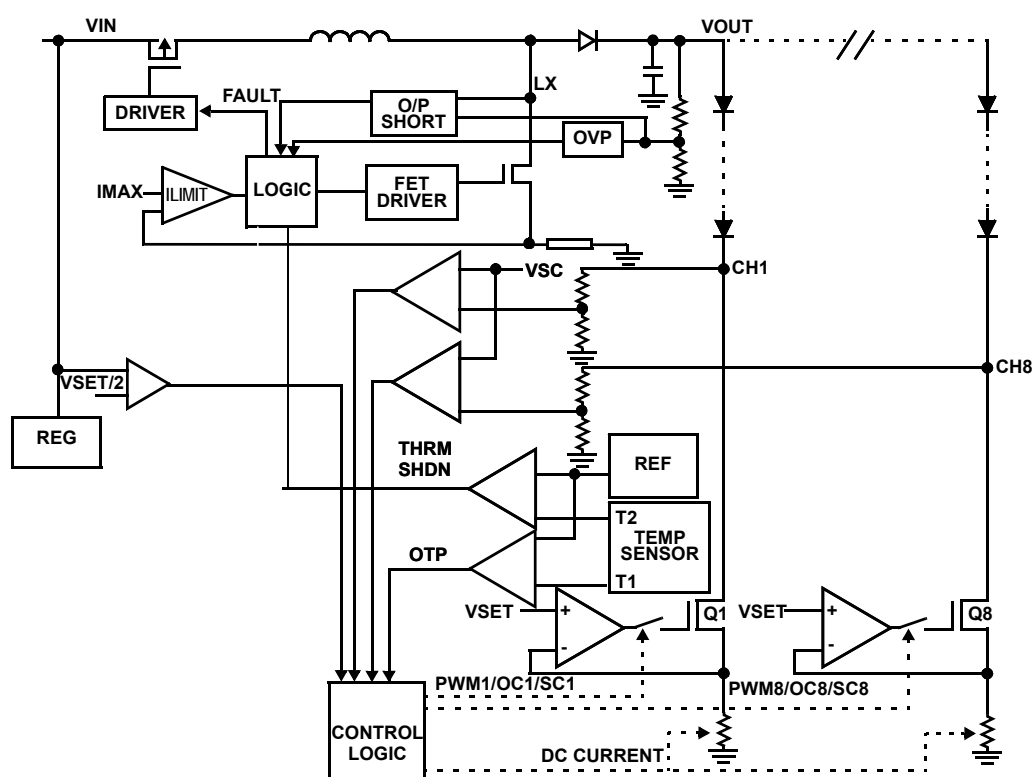 VIN
VOUT
LX
DRIVER
FAULT
O/P
SHORT
OVP
IMAX
ILIMIT
LOGIC
FET
DRIVER
VSC
CH1
CH8
VSET/2
REG
THRM
SHDN
REF
T2
TEMP
SENSOR
T1
OTP
VSET
+
-
Q1
VSET
+
-
Q8
PWM1/OC1/SC1
PWM8/OC8/SC8
CONTROL
LOGIC
DC CURRENT